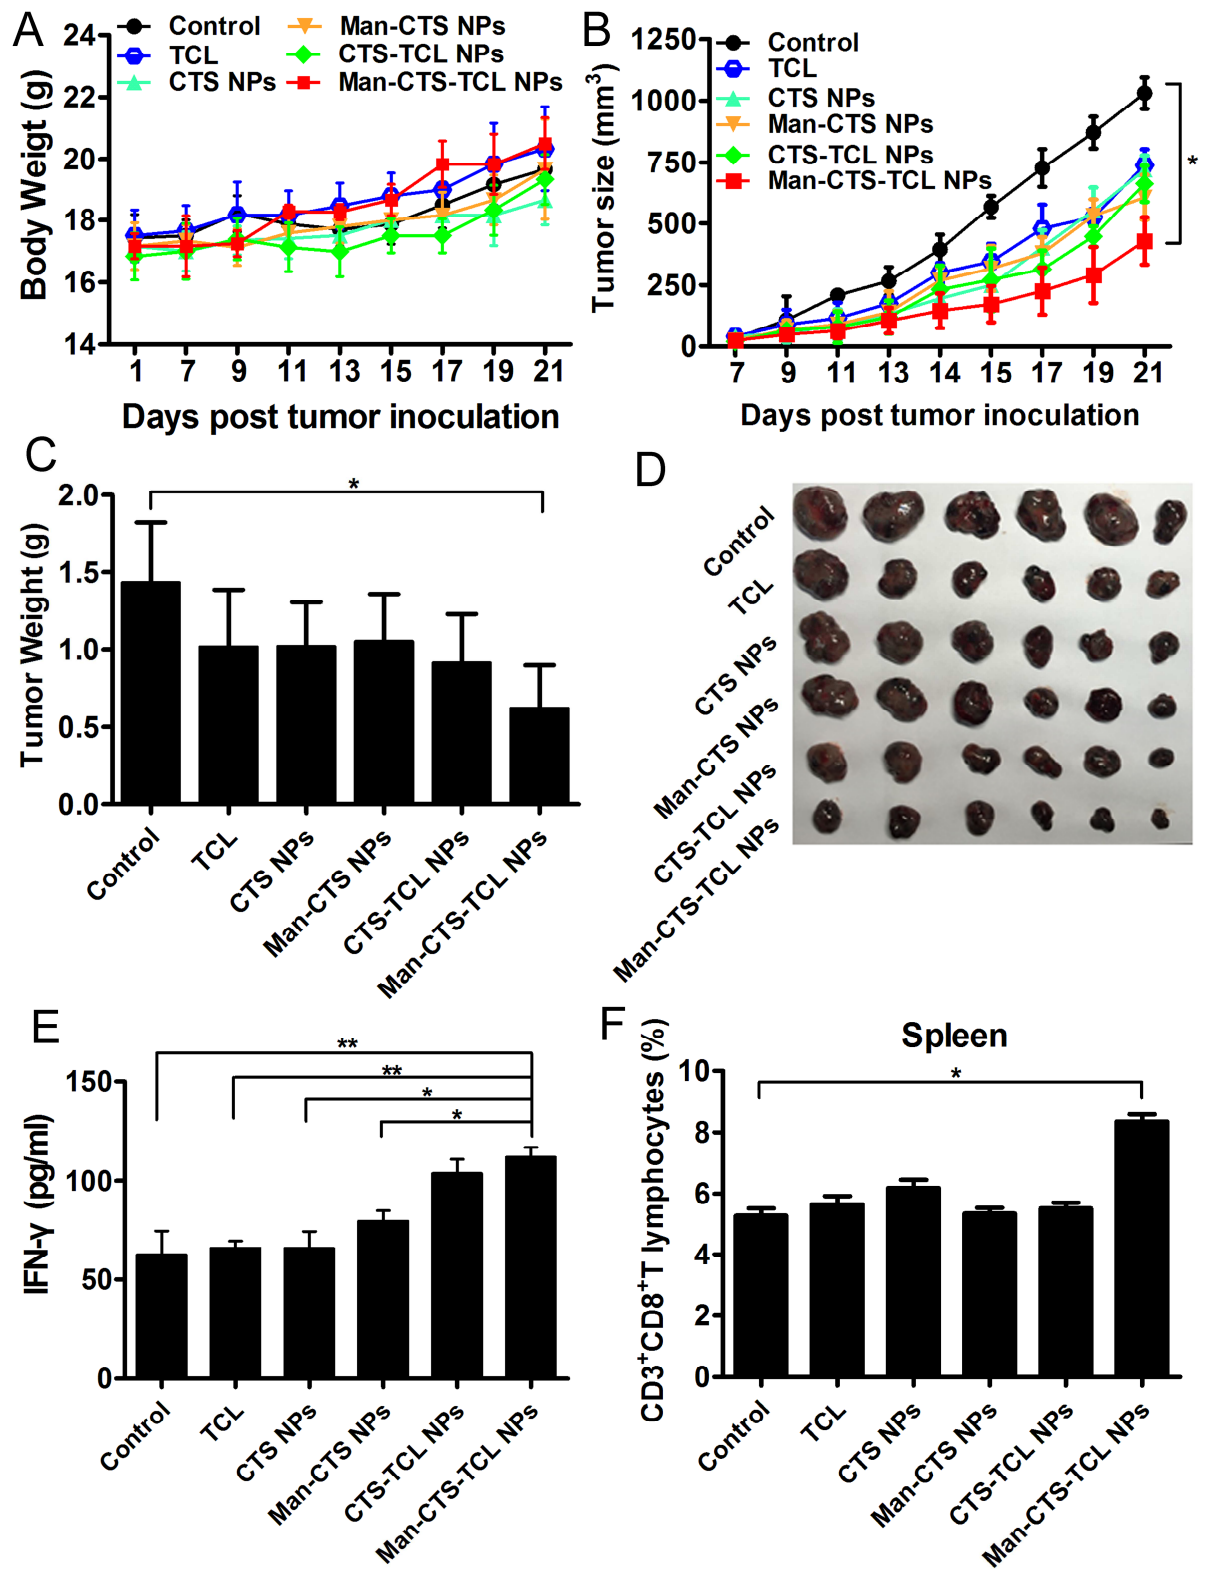 A
Control
TCL
CTS NPs
Man-CTS NPs
CTS-TCL NPs
Man-CTS-TCL NPs
Body Weigt (g)
24
22
20
18
16
14
1 7 9 11 13 15 17 19 21
Days post tumor inoculation
B
Control
TCL
CTS NPs
Man-CTS NPs
CTS-TCL NPs
Man-CTS-TCL NPs
*
Tumor size (mm³)
1250
1000
750
500
250
0
7 9 11 13 14 15 17 19 21
Days post tumor inoculation
C
*
Tumor Weight (g)
2.0
1.5
1.0
0.5
0.0
Control
TCL
CTS NPs
Man-CTS NPs
CTS-TCL NPs
Man-CTS-TCL NPs
D
Control
TCL
CTS NPs
Man-CTS NPs
CTS-TCL NPs
Man-CTS-TCL NPs
E
**
**
*
*
IFN-γ (pg/ml)
150
100
50
0
Control
TCL
CTS NPs
Man-CTS NPs
CTS-TCL NPs
Man-CTS-TCL NPs
F
Spleen
*
CD3⁺CD8⁺T lymphocytes (%)
10
8
6
4
2
0
Control
TCL
CTS NPs
Man-CTS NPs
CTS-TCL NPs
Man-CTS-TCL NPs